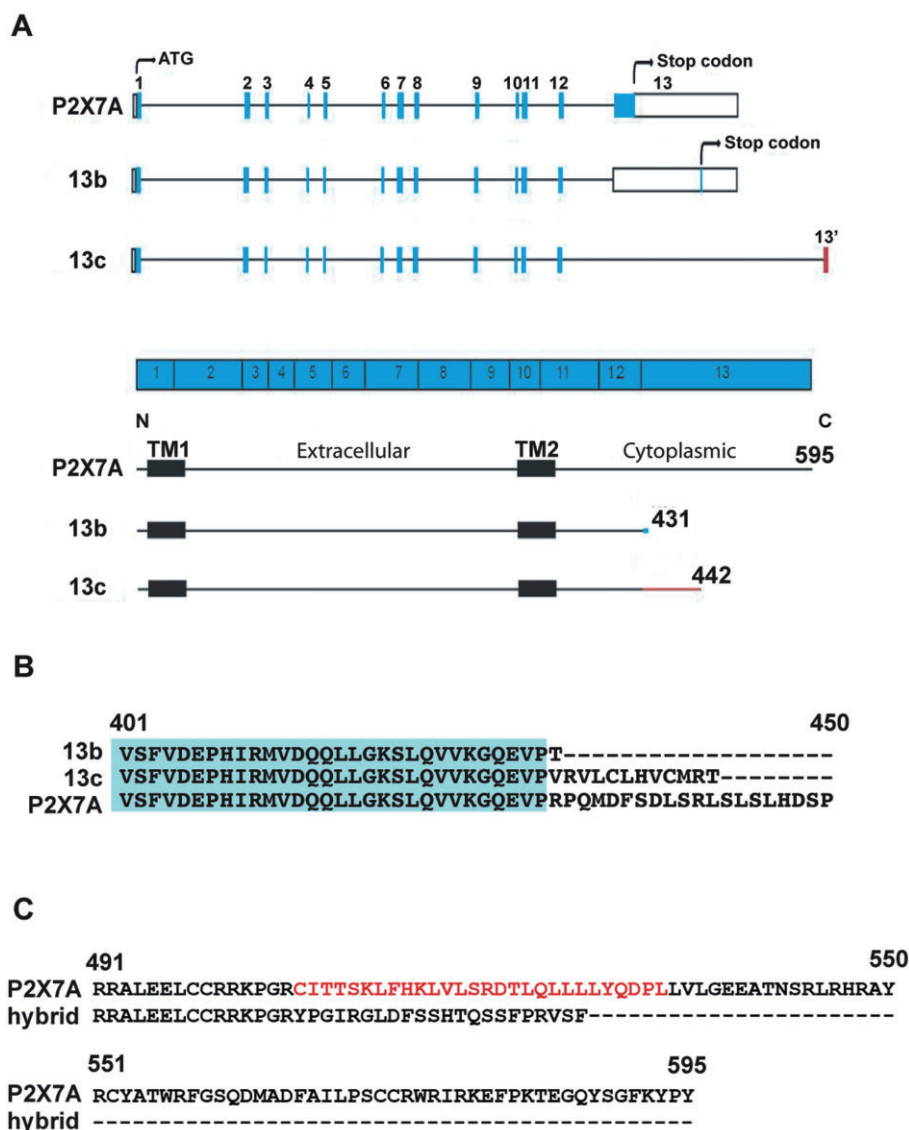 A
ATG
Stop codon
1 2 3 4 5 6 7 8 9 10 11 12 13
P2X7A
Stop codon
13b
13'
13c
1 2 3 4 5 6 7 8 9 10 11 12 13
N C
TM1 Extracellular TM2 Cytoplasmic 595
P2X7A
13b 431
13c 442
B
401 450
13b VSFVDEPHIRMVDQQLLGKSLQVVKGQEVPT-------------------
13c VSFVDEPHIRMVDQQLLGKSLQVVKGQEVPVRVLCLHVCMRT--------
P2X7A VSFVDEPHIRMVDQQLLGKSLQVVKGQEVPRPQMDFSDLSRLSLSLHDSP
C
491 550
P2X7A RRALEELCCRRKPGRCITTSKLFHKLVLSRDTLQLLLLYQDPLLVLGEEATNSRLRHRAY
hybrid RRALEELCCRRKPGRYPGIRGLDFSSHTQSSFPRVSF-----------------------
551 595
P2X7A RCYATWRFGSQDMADFAILPSCCRWRIRKEFPKTEGQYSGFKYPY
hybrid ---------------------------------------------